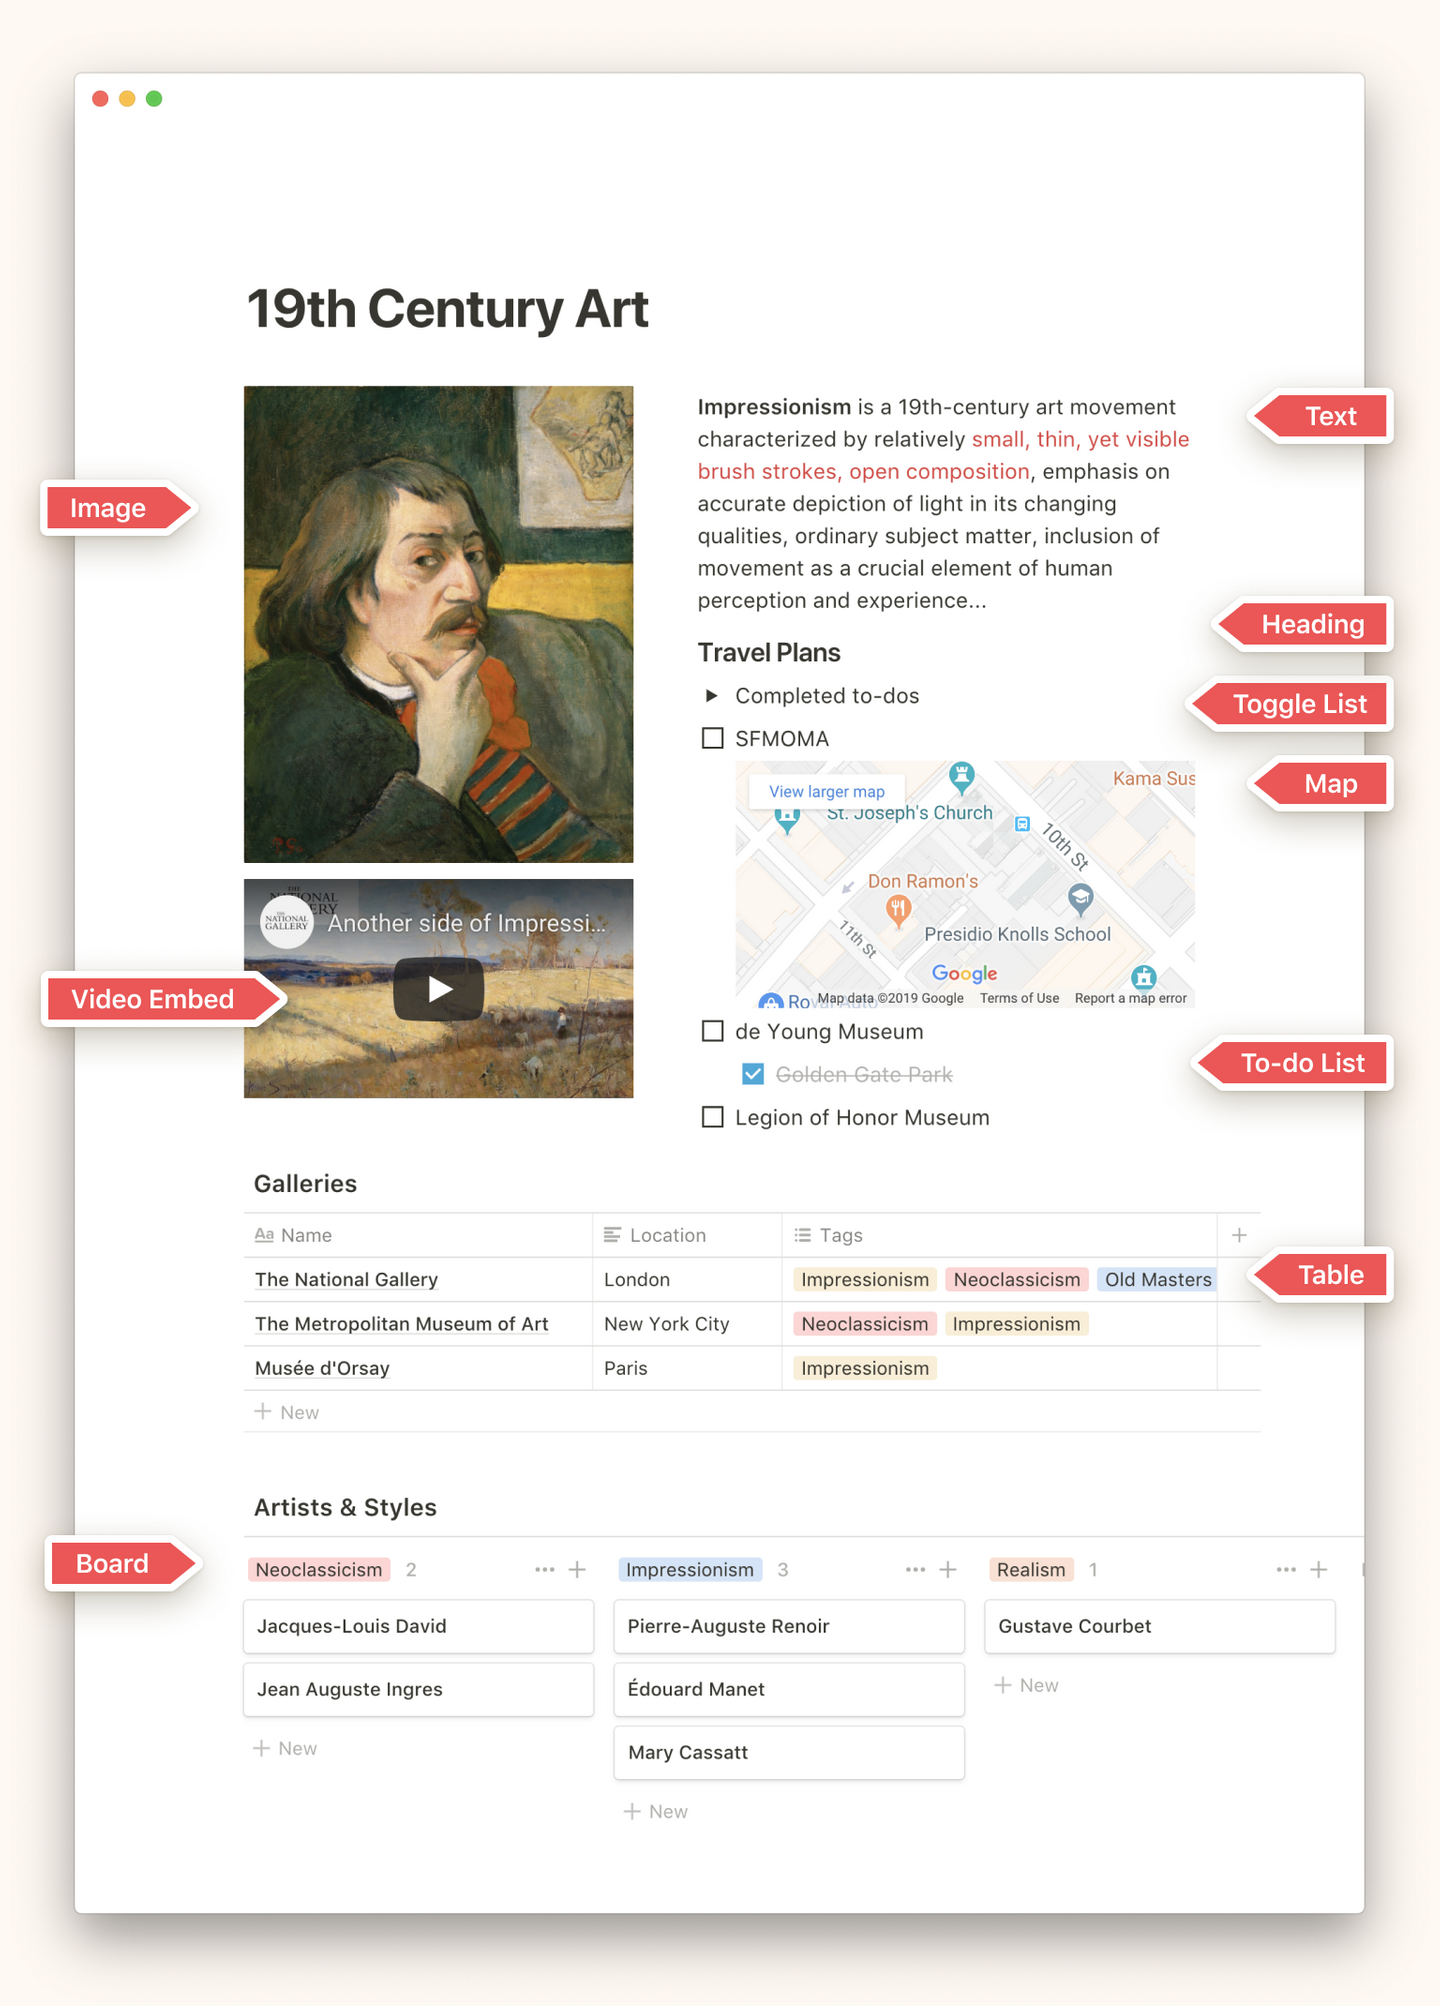 19th Century Art
Image
Impressionism is a 19th-century art movement
characterized by relatively small, thin, yet visible
brush strokes, open composition, emphasis on
accurate depiction of light in its changing
qualities, ordinary subject matter, inclusion of
movement as a crucial element of human
perception and experience...
Text
Heading
Travel Plans
Completed to-dos
Toggle List
SFMOMA
Map
View larger map
Kama Sus
St. Joseph's Church
10th St
Don Ramon's
11th St
Presidio Knolls School
Google
Map data ©2019 Google Terms of Use Report a map error
THE NATIONAL GALLERY
Another side of Impressi...
Video Embed
de Young Museum
Golden Gate Park
To-do List
Legion of Honor Museum
Galleries
Aa Name Location Tags
The National Gallery London Impressionism Neoclassicism Old Masters
Table
The Metropolitan Museum of Art New York City Neoclassicism Impressionism
Musée d'Orsay Paris Impressionism
+ New
Artists & Styles
Board
Neoclassicism 2 ••• +
Jacques-Louis David
Jean Auguste Ingres
+ New
Impressionism 3 ••• +
Pierre-Auguste Renoir
Édouard Manet
Mary Cassatt
+ New
Realism 1 ••• +
Gustave Courbet
+ New